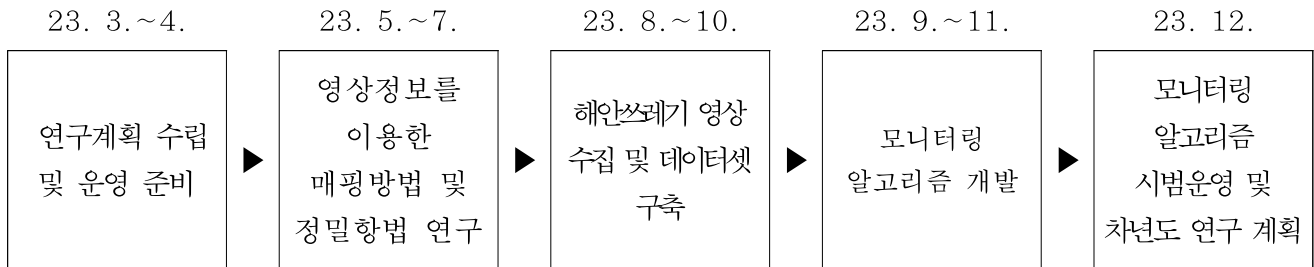 23. 3.~4.
연구계획 수립
및 운영 준비
▶
23. 5.~7.
영상정보를
이용한
매핑방법 및
정밀항법 연구
▶
23. 8.~10.
해안쓰레기 영상
수집 및 데이터셋
구축
▶
23. 9.~11.
모니터링
알고리즘 개발
▶
23. 12.
모니터링
알고리즘
시범운영 및
차년도 연구 계획